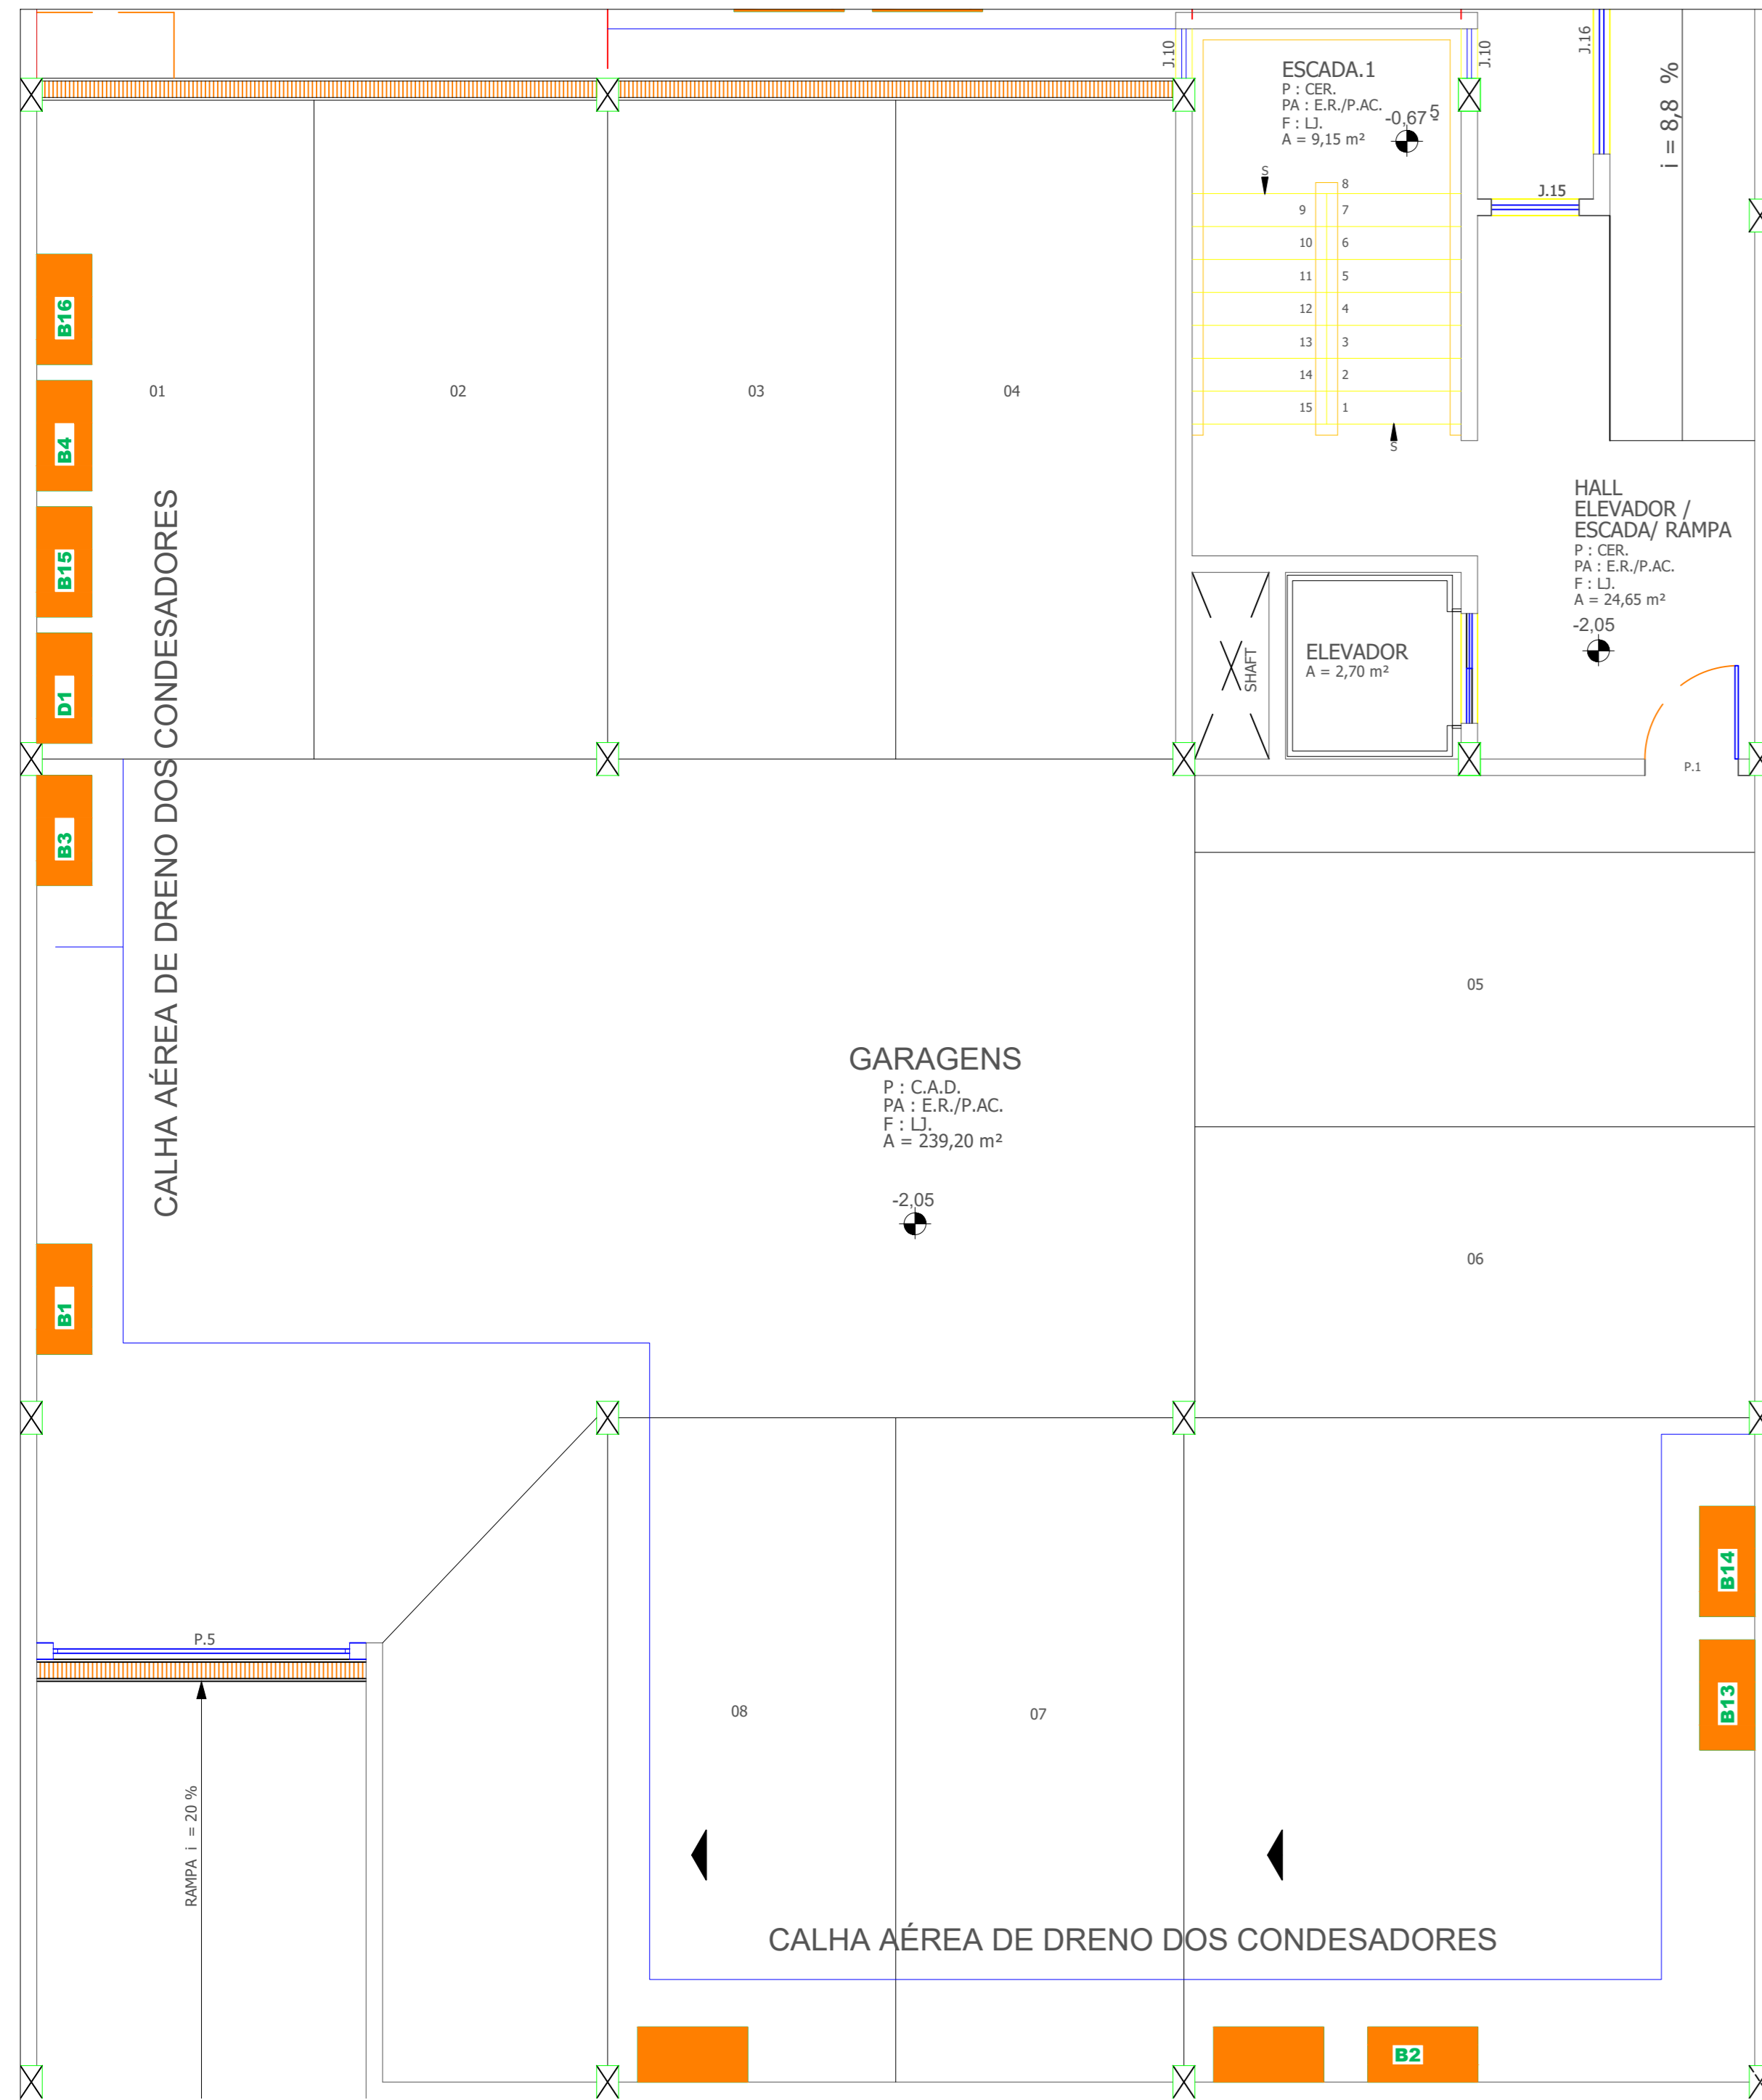 J.10
ESCADA.1
P : CER.
PA : E.R./P.AC.
F : LJ.
A = 9,15 m²
-0,67⁵
J.10
J.16
i = 8,8 %
J.15
S
8
9 7
10 6
11 5
12 4
13 3
14 2
15 1
S
B16
B4
B15
D1
B3
B1
01
02
03
04
CALHA AÉREA DE DRENO DOS CONDESADORES
HALL
ELEVADOR /
ESCADA/ RAMPA
P : CER.
PA : E.R./P.AC.
F : LJ.
A = 24,65 m²
-2,05
SHAFT
ELEVADOR
A = 2,70 m²
P.1
05
GARAGENS
P : C.A.D.
PA : E.R./P.AC.
F : LJ.
A = 239,20 m²
-2,05
06
P.5
RAMPA i = 20 %
08
07
B14
B13
CALHA AÉREA DE DRENO DOS CONDESADORES
B2